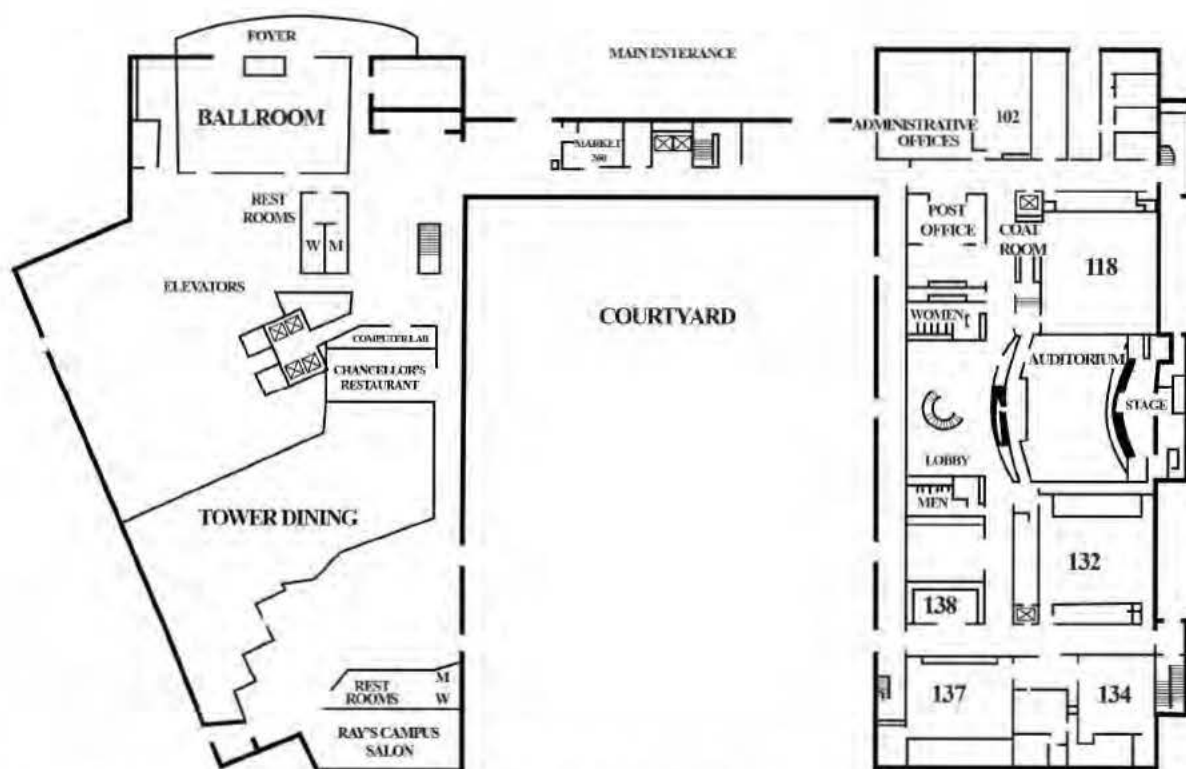 FOYER
MAIN ENTERANCE
BALLROOM
102
ADMINISTRATIVE
OFFICES
MARKET
REST
ROOMS
W M
POST
OFFICE
COAT
ROOM
118
ELEVATORS
COURTYARD
WOMEN
COMPUTER LAB
CHANCELLOR'S
RESTAURANT
AUDITORIUM
STAGE
LOBBY
TOWER DINING
MEN
132
138
REST
ROOMS
M
W
137
134
RAY'S CAMPUS
SALON